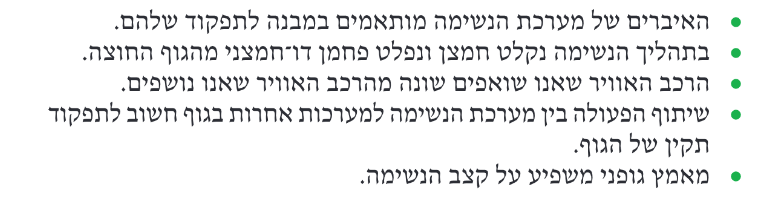 • האיברים של מערכת הנשימה מותאמים במבנה לתפקוד שלהם.
• בתהליך הנשימה נקלט חמצן ונפלט פחמן דו־חמצני מהגוף החוצה.
• הרכב האוויר שאנו שואפים שונה מהרכב האוויר שאנו נושפים.
• שיתוף הפעולה בין מערכת הנשימה למערכות אחרות בגוף חשוב לתפקוד
תקין של הגוף.
• מאמץ גופני משפיע על קצב הנשימה.